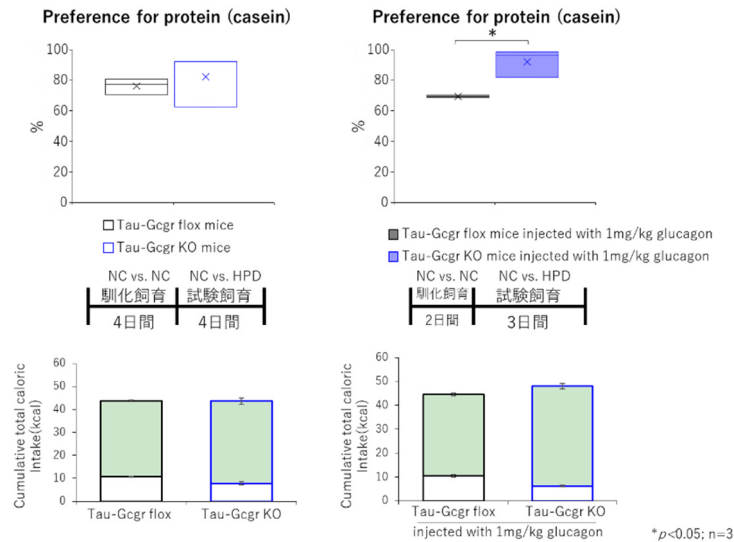 Preference for protein (casein)
100
80
60
40
20
0
%
Tau-Gcgr flox mice
Tau-Gcgr KO mice
NC vs. NC NC vs. HPD
馴化飼育 試験飼育
4日間 4日間
60
50
40
30
20
10
0
Cumulative total caloric
Intake(kcal)
Tau-Gcgr flox Tau-Gcgr KO
Preference for protein (casein)
*
100
80
60
40
20
0
%
Tau-Gcgr flox mice injected with 1mg/kg glucagon
Tau-Gcgr KO mice injected with 1mg/kg glucagon
NC vs. NC NC vs. HPD
馴化飼育 試験飼育
2日間 3日間
60
50
40
30
20
10
0
Cumulative total caloric
Intake(kcal)
Tau-Gcgr flox Tau-Gcgr KO
injected with 1mg/kg glucagon
*p<0.05; n=3